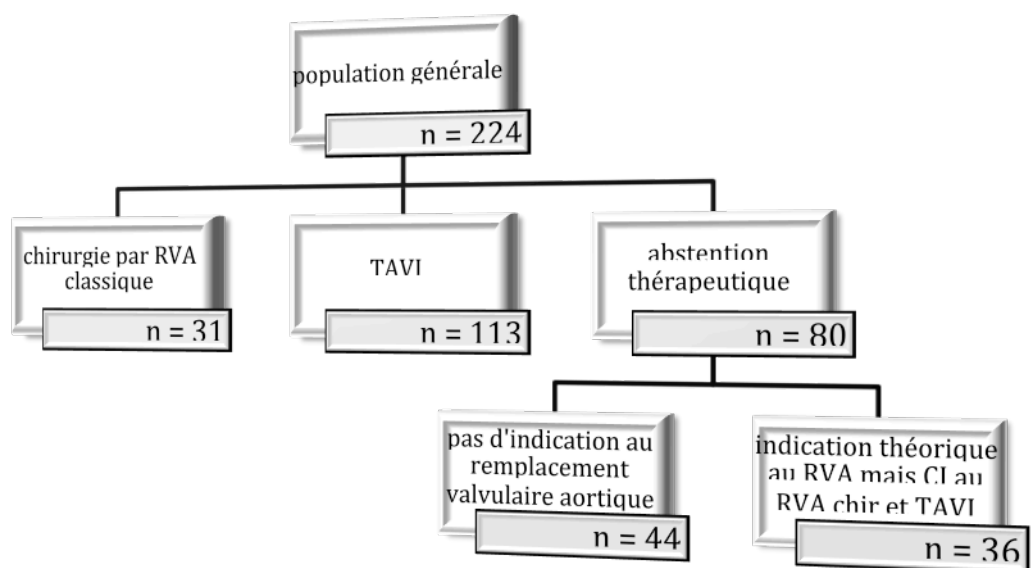 population générale
n = 224
chirurgie par RVA
classique
n = 31
TAVI
n = 113
abstention
thérapeutique
n = 80
pas d'indication au
remplacement
valvulaire aortique
n = 44
indication théorique
au RVA mais CI au
RVA chir et TAVI
n = 36